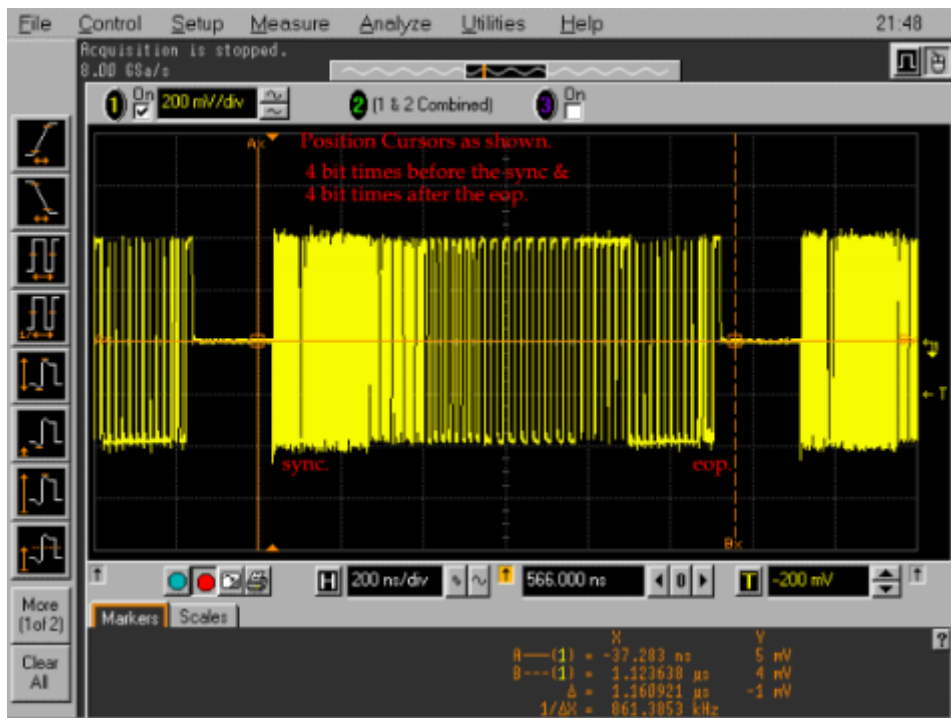 File Control Setup Measure Analyze Utilities Help 21:48
Acquisition is stopped.
8.00 GSa/s
1 On 200 mV/div 2 (1 & 2 Combined) 3 On
Ax
Position Cursors as shown.
4 bit times before the sync &
4 bit times after the eop.
T
sync. eop.
Bx
H 200 ns/div 566.000 ns 0 T -200 mV
More
(1of 2)
Clear
All
Markers Scales
?
X Y
A——(1) = -37.283 ns 5 mV
B---(1) = 1.123638 µs 4 mV
Δ = 1.160921 µs -1 mV
1/ΔX = 861.3853 kHz